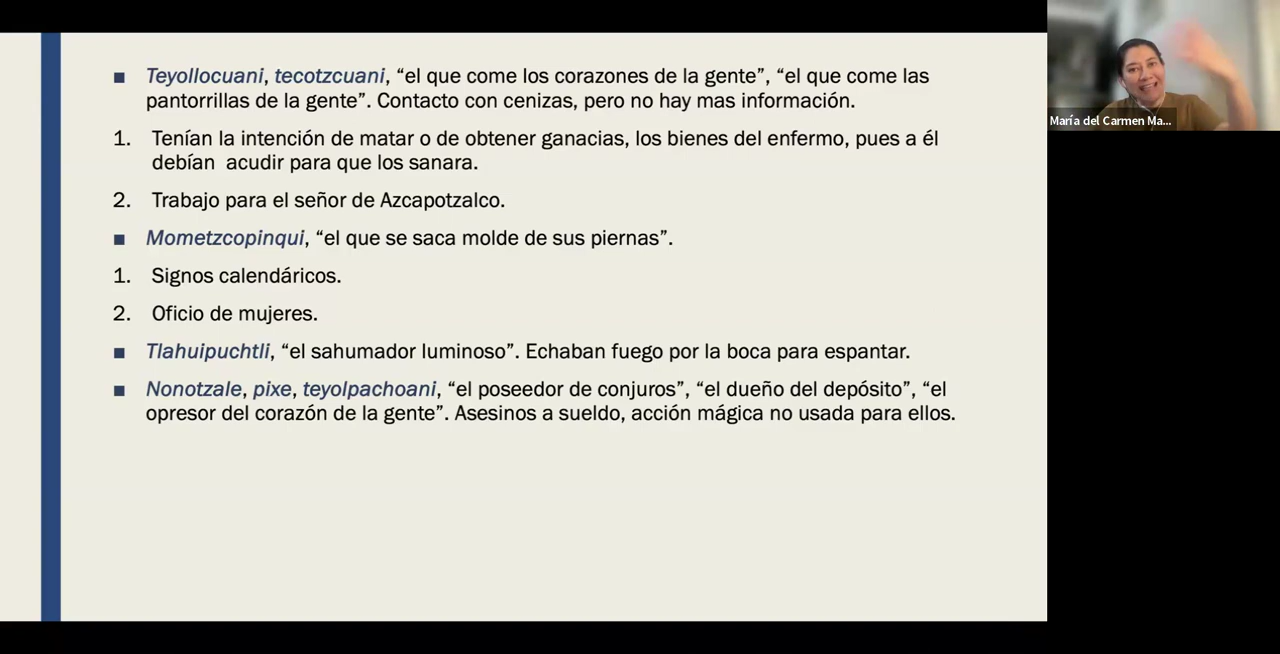 ■ Teyollocuani, tecotzcuani, “el que come los corazones de la gente”, “el que come las
pantorrillas de la gente”. Contacto con cenizas, pero no hay mas información.
1. Tenían la intención de matar o de obtener ganacias, los bienes del enfermo, pues a él
debían acudir para que los sanara.
2. Trabajo para el señor de Azcapotzalco.
■ Mometzcopinqui, “el que se saca molde de sus piernas”.
1. Signos calendáricos.
2. Oficio de mujeres.
■ Tlahuipuchtli, “el sahumador luminoso”. Echaban fuego por la boca para espantar.
■ Nonotzale, pixe, teyolpachoani, “el poseedor de conjuros”, “el dueño del depósito”, “el
opresor del corazón de la gente”. Asesinos a sueldo, acción mágica no usada para ellos.
María del Carmen Ma...